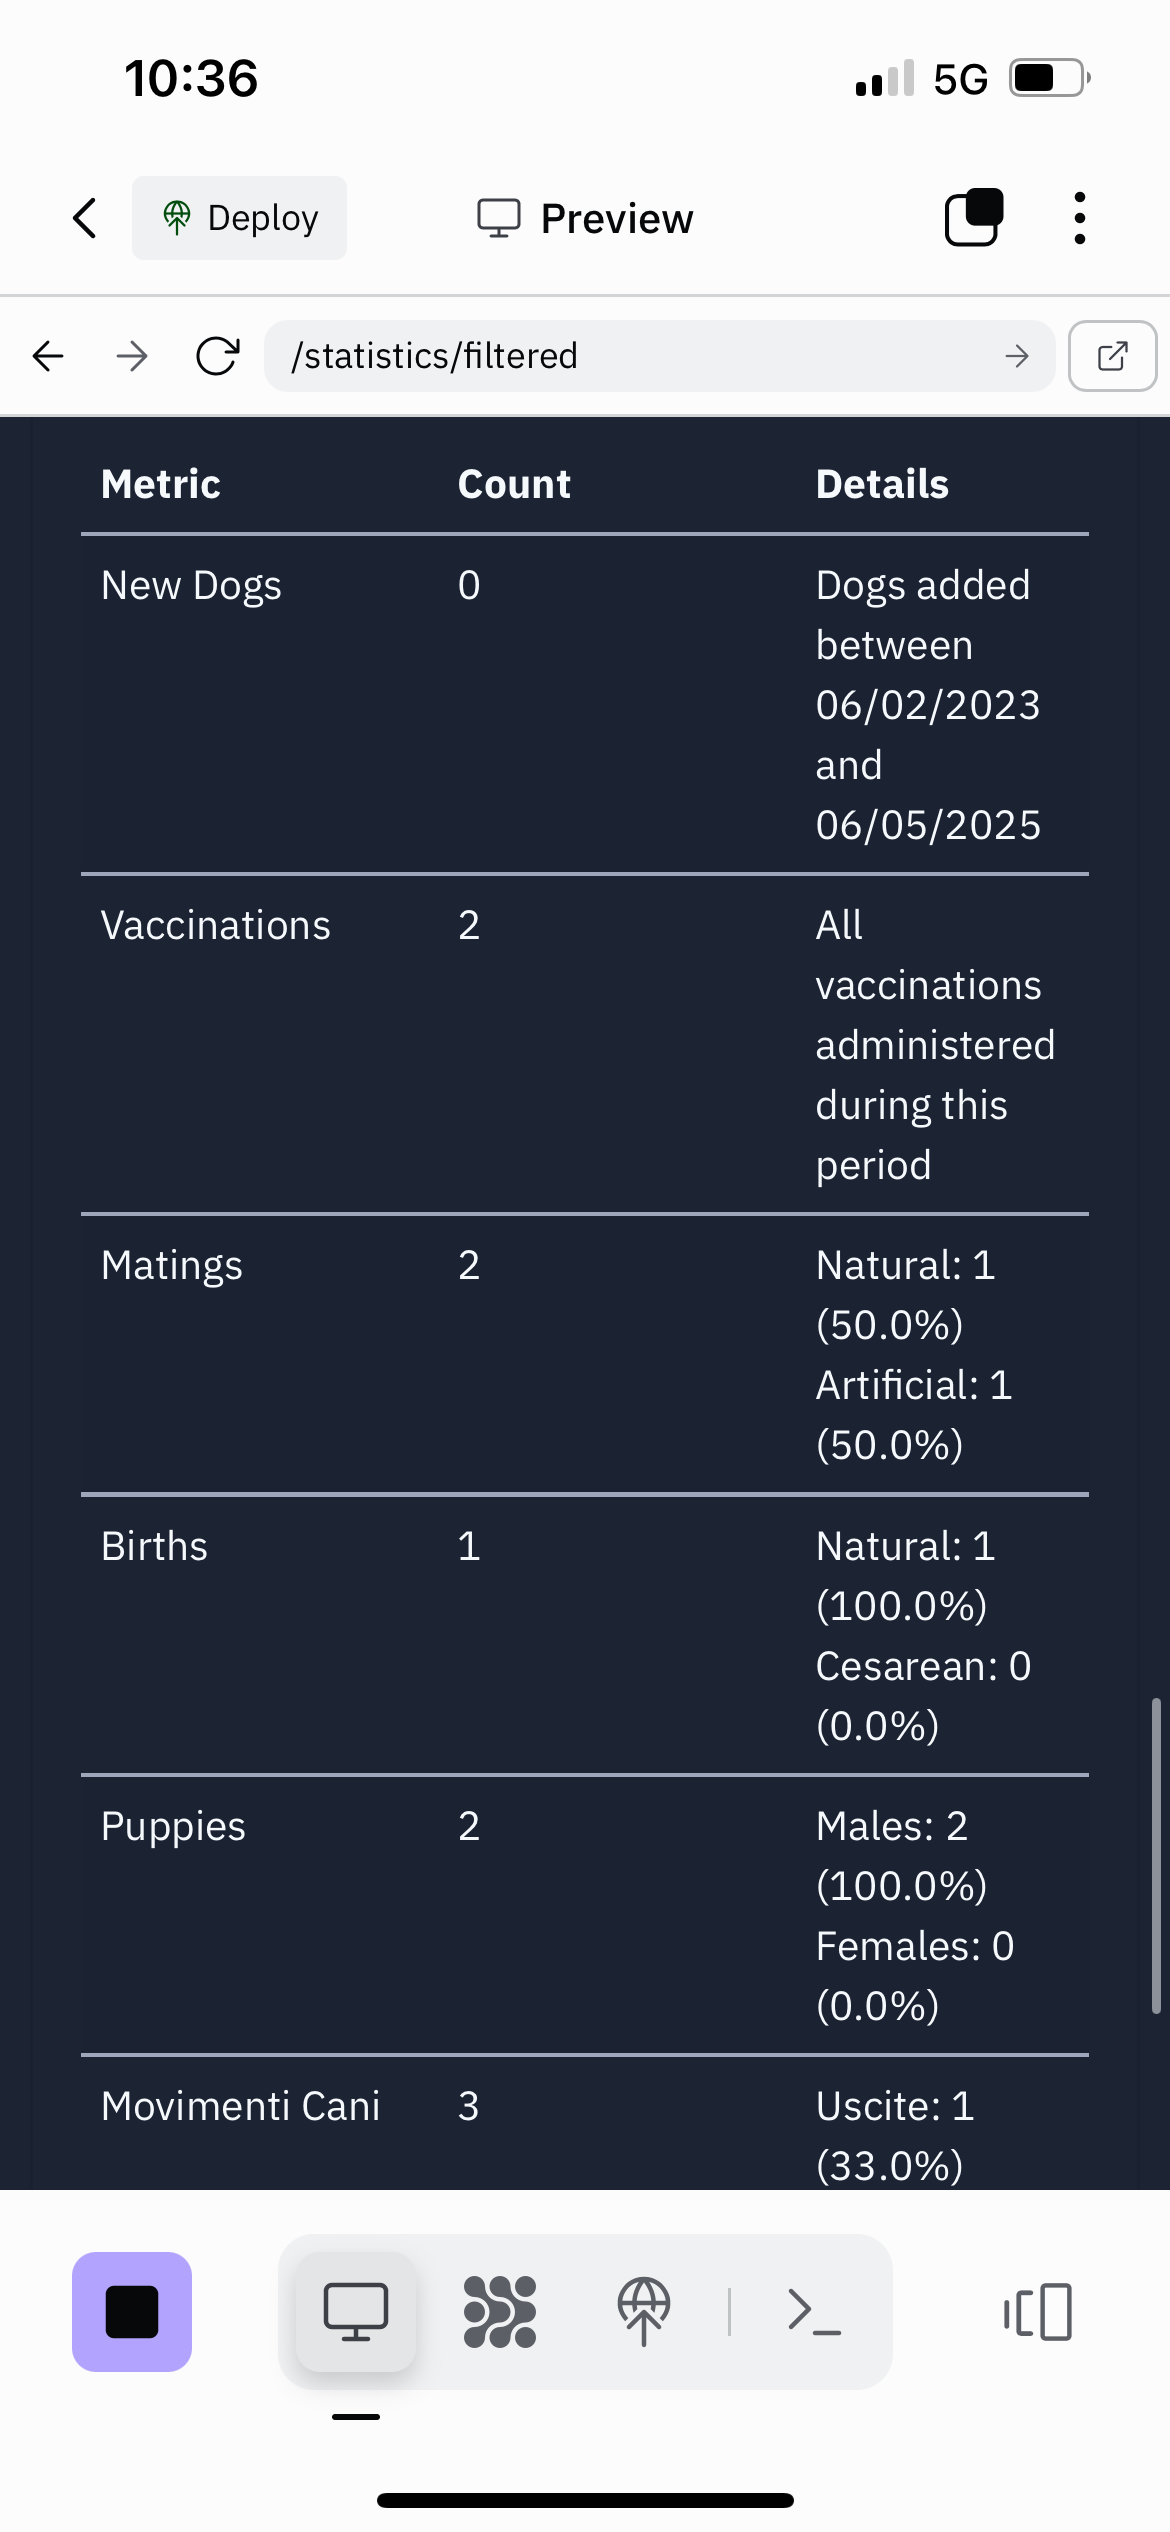 10:36
5G
Deploy
Preview
/statistics/filtered
Metric Count Details
New Dogs 0 Dogs added
between
06/02/2023
and
06/05/2025
Vaccinations 2 All
vaccinations
administered
during this
period
Matings 2 Natural: 1
(50.0%)
Artificial: 1
(50.0%)
Births 1 Natural: 1
(100.0%)
Cesarean: 0
(0.0%)
Puppies 2 Males: 2
(100.0%)
Females: 0
(0.0%)
Movimenti Cani 3 Uscite: 1
(33.0%)